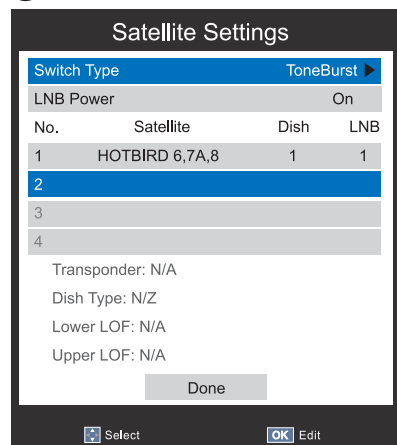 Satellite Settings
Switch Type ToneBurst
LNB Power On
No. Satellite Dish LNB
1 HOTBIRD 6,7A,8 1 1
2
3
4
Transponder: N/A
Dish Type: N/Z
Lower LOF: N/A
Upper LOF: N/A
Done
Select OK Edit